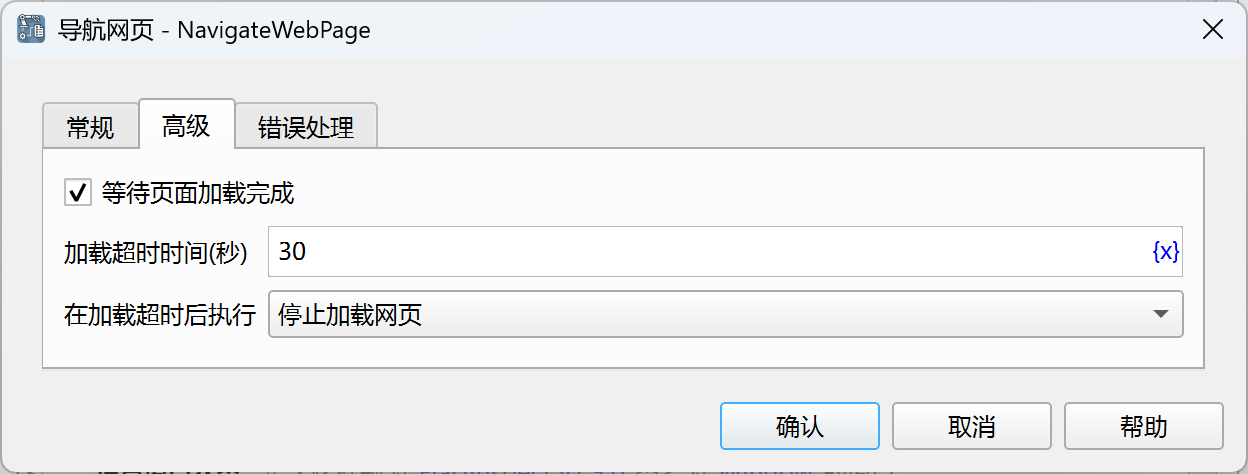 导航网页 - NavigateWebPage
常规 高级 错误处理
等待页面加载完成
加载超时时间(秒) 30 {x}
在加载超时后执行 停止加载网页
确认 取消 帮助